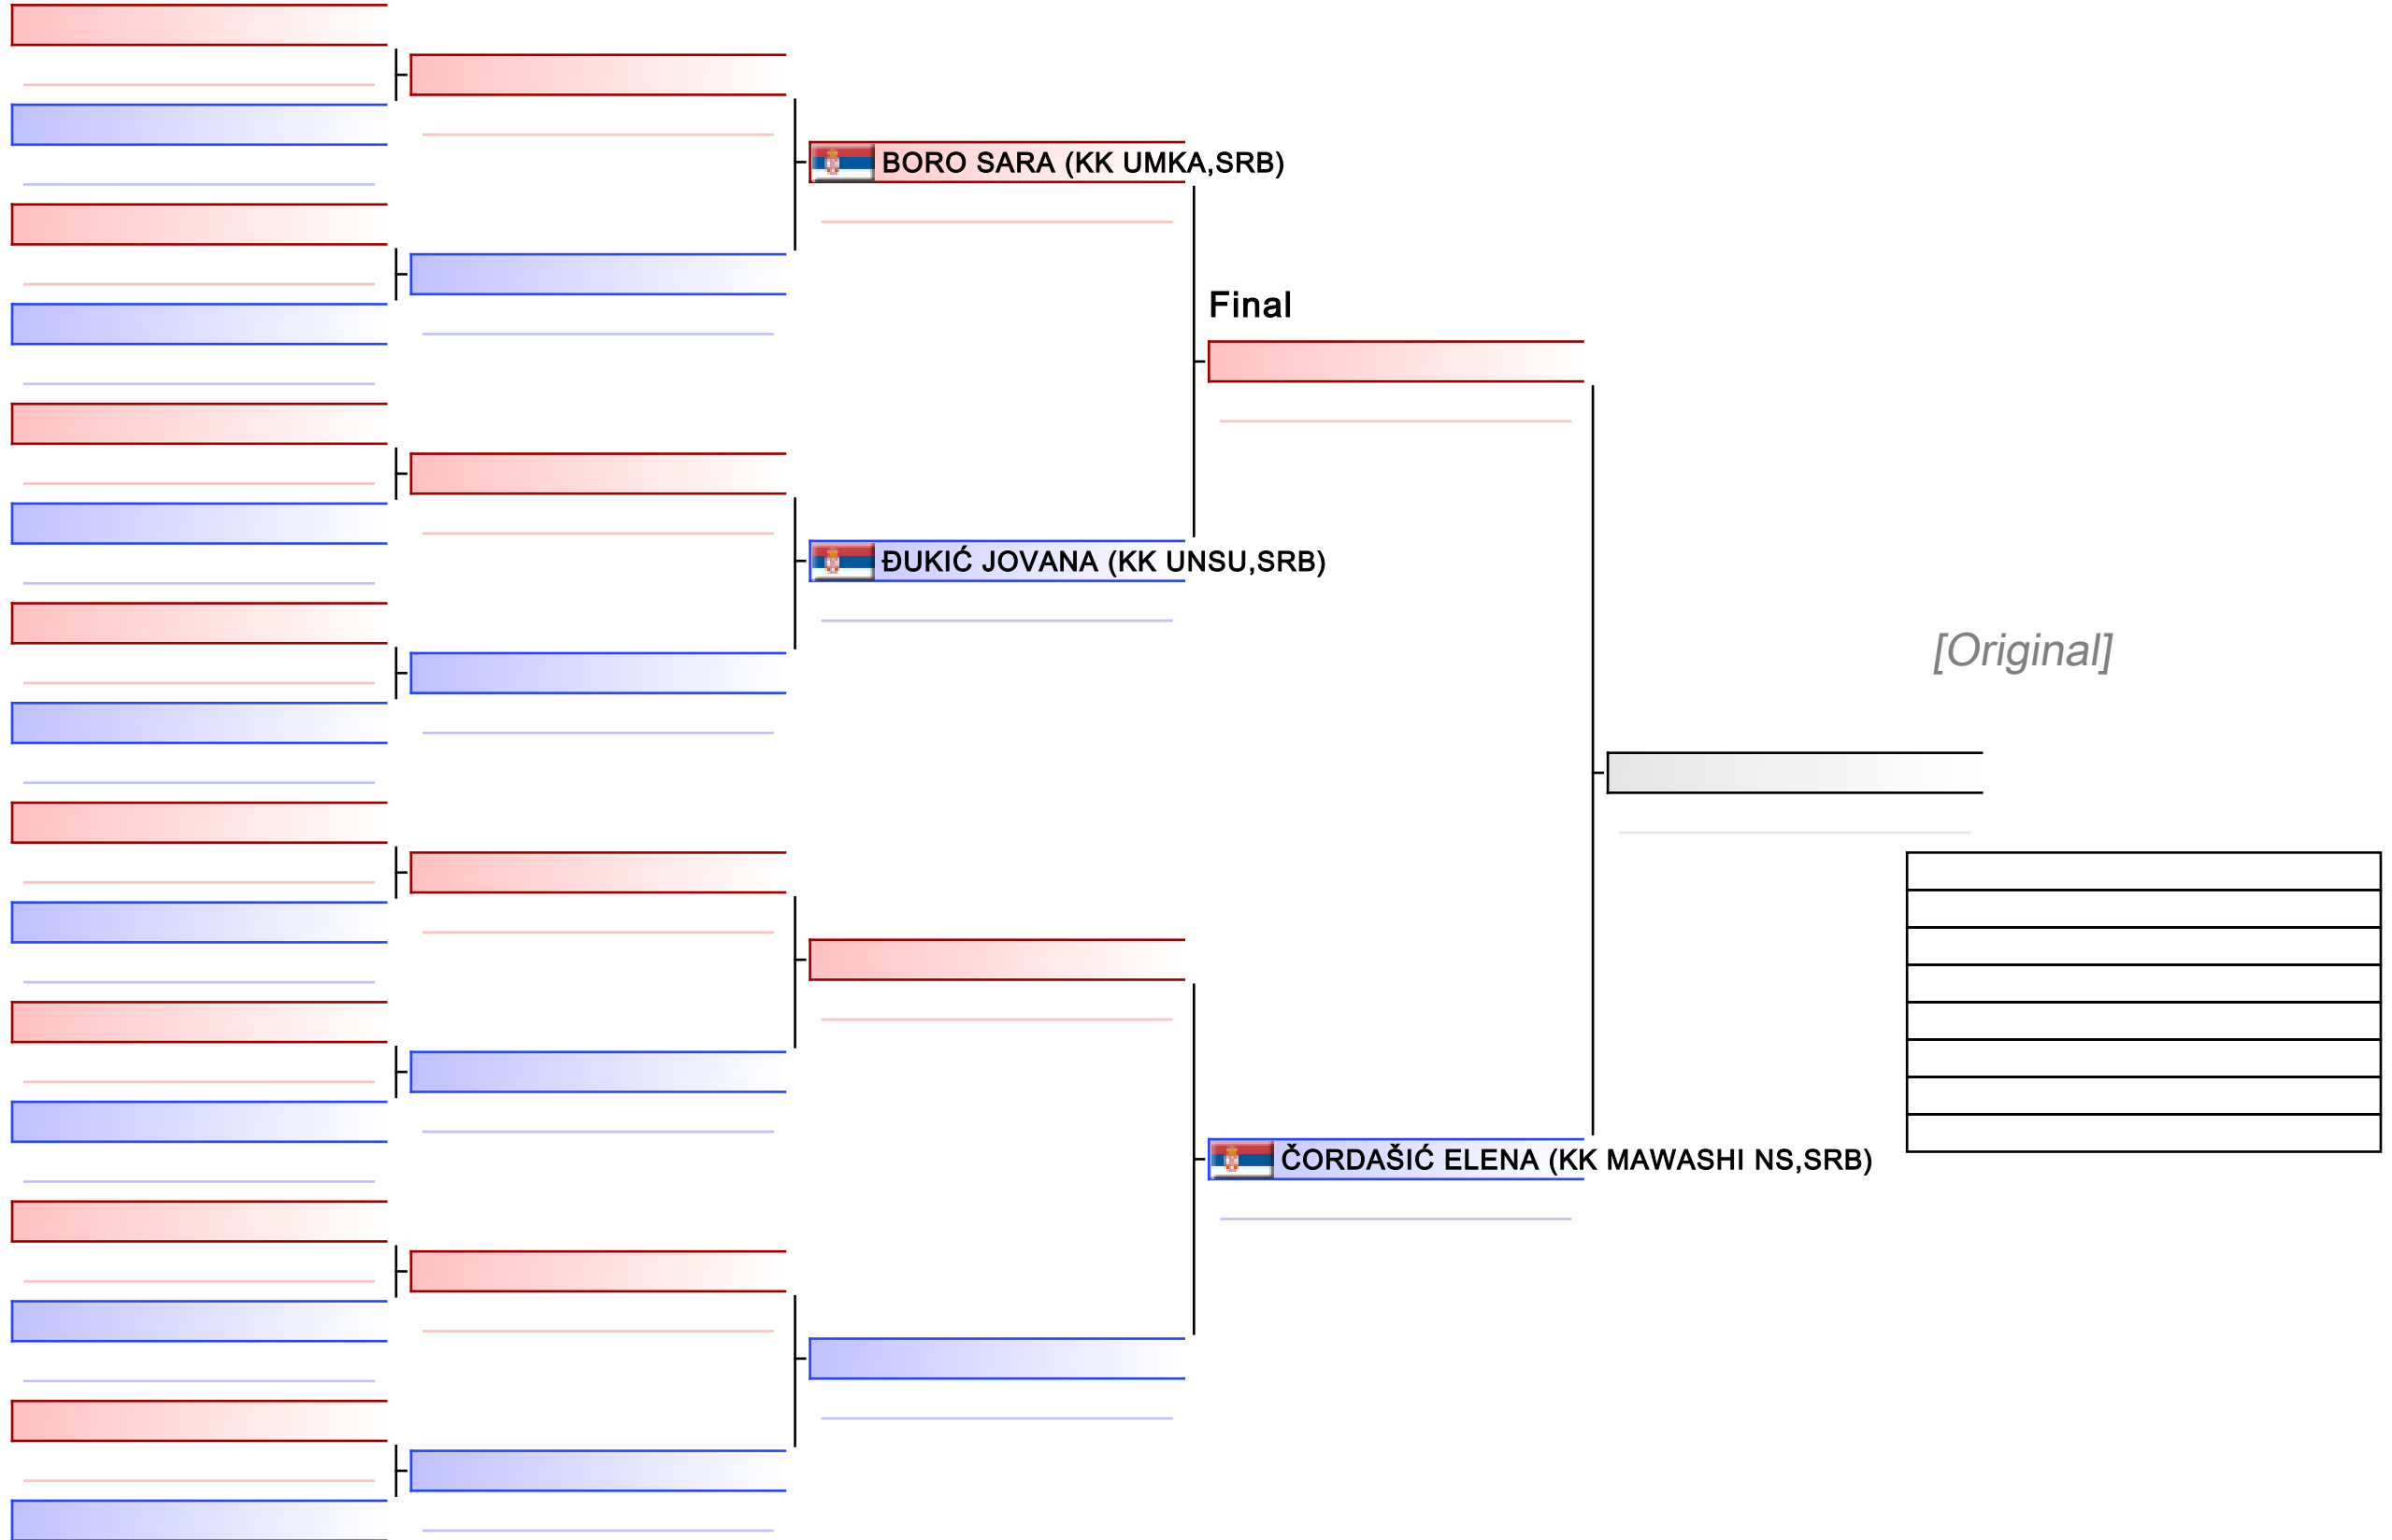 BORO SARA (KK UMKA,SRB)
Final
ĐUKIĆ JOVANA (KK UNSU,SRB)
[Original]
ČORDAŠIĆ ELENA (KK MAWASHI NS,SRB)